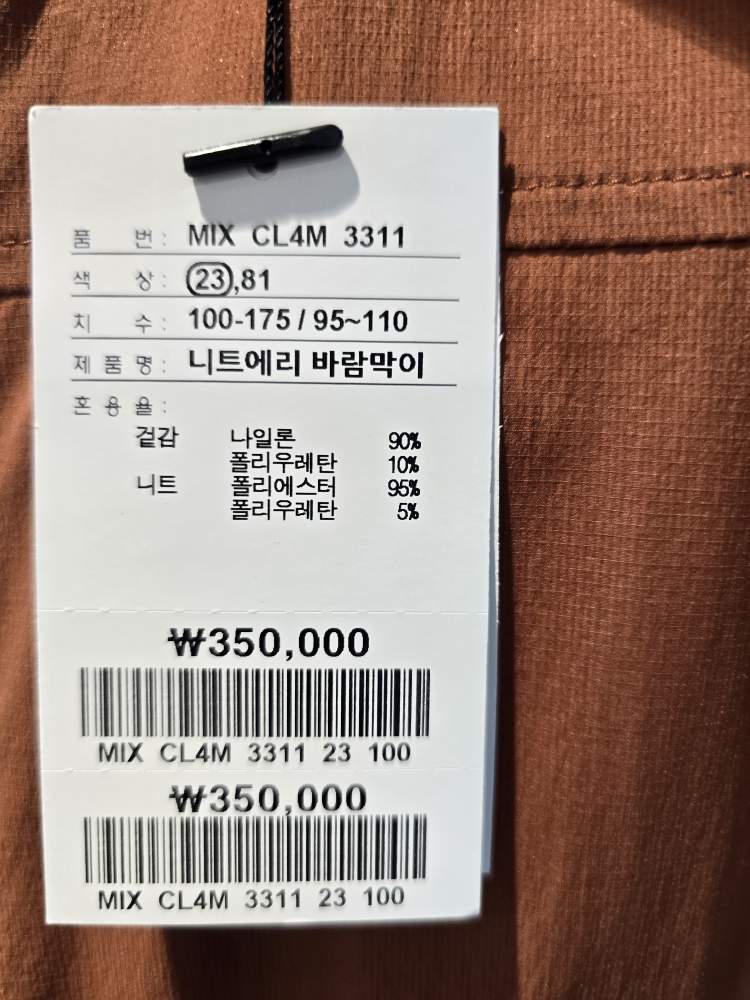 품 번 : MIX CL4M 3311
색 상 : 23,81
치 수 : 100-175 / 95~110
제 품 명 : 니트에리 바람막이
혼 용 율 :
겉감 나일론 90%
폴리우레탄 10%
니트 폴리에스터 95%
폴리우레탄 5%
₩350,000
MIX CL4M 3311 23 100
₩350,000
MIX CL4M 3311 23 100